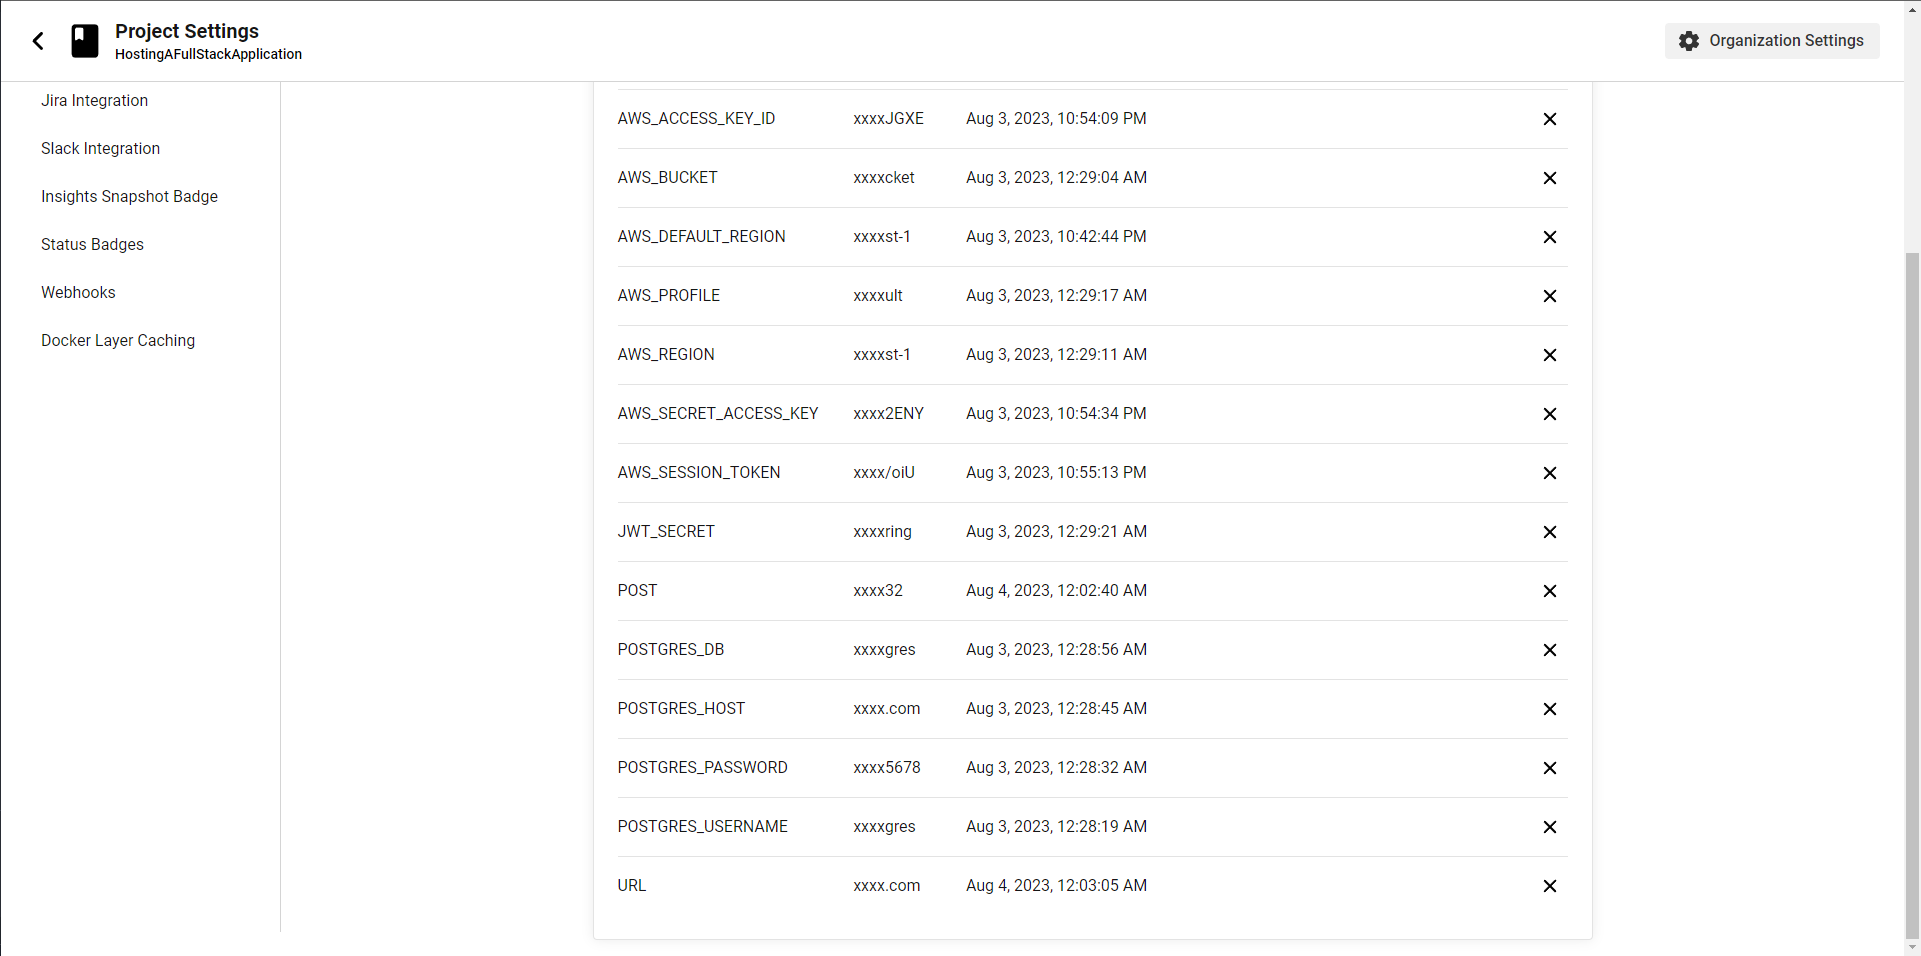 Project Settings
HostingAFullStackApplication
Organization Settings
Jira Integration
Slack Integration
Insights Snapshot Badge
Status Badges
Webhooks
Docker Layer Caching
AWS_ACCESS_KEY_ID xxxxJGXE Aug 3, 2023, 10:54:09 PM
AWS_BUCKET xxxxcket Aug 3, 2023, 12:29:04 AM
AWS_DEFAULT_REGION xxxxst-1 Aug 3, 2023, 10:42:44 PM
AWS_PROFILE xxxxult Aug 3, 2023, 12:29:17 AM
AWS_REGION xxxxst-1 Aug 3, 2023, 12:29:11 AM
AWS_SECRET_ACCESS_KEY xxxx2ENY Aug 3, 2023, 10:54:34 PM
AWS_SESSION_TOKEN xxxx/oiU Aug 3, 2023, 10:55:13 PM
JWT_SECRET xxxxring Aug 3, 2023, 12:29:21 AM
POST xxxx32 Aug 4, 2023, 12:02:40 AM
POSTGRES_DB xxxxgres Aug 3, 2023, 12:28:56 AM
POSTGRES_HOST xxxx.com Aug 3, 2023, 12:28:45 AM
POSTGRES_PASSWORD xxxx5678 Aug 3, 2023, 12:28:32 AM
POSTGRES_USERNAME xxxxgres Aug 3, 2023, 12:28:19 AM
URL xxxx.com Aug 4, 2023, 12:03:05 AM